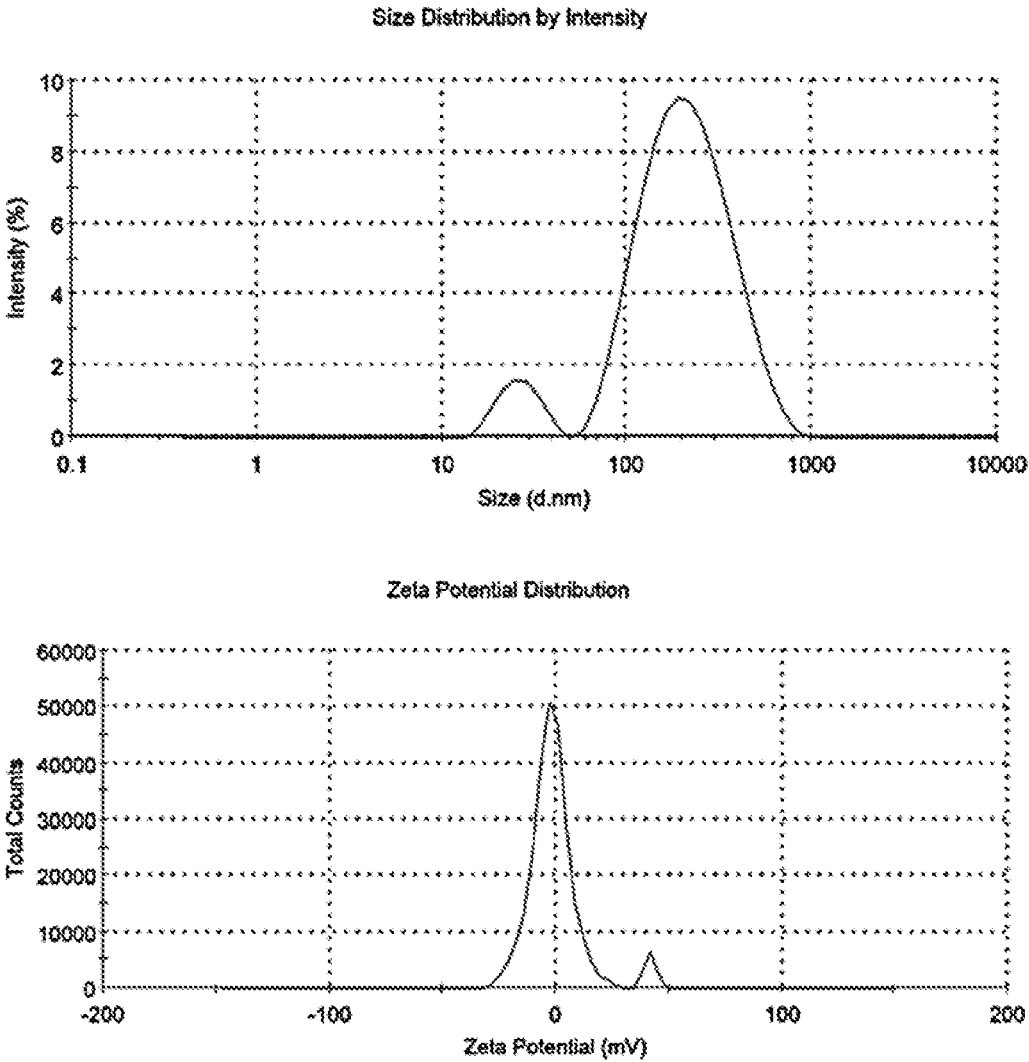 Size Distribution by Intensity
10
8
6
4
2
0
Intensity (%)
0.1 1 10 100 1000 10000
Size (d.nm)
Zeta Potential Distribution
60000
50000
40000
30000
20000
10000
0
Total Counts
-200 -100 0 100 200
Zeta Potential (mV)